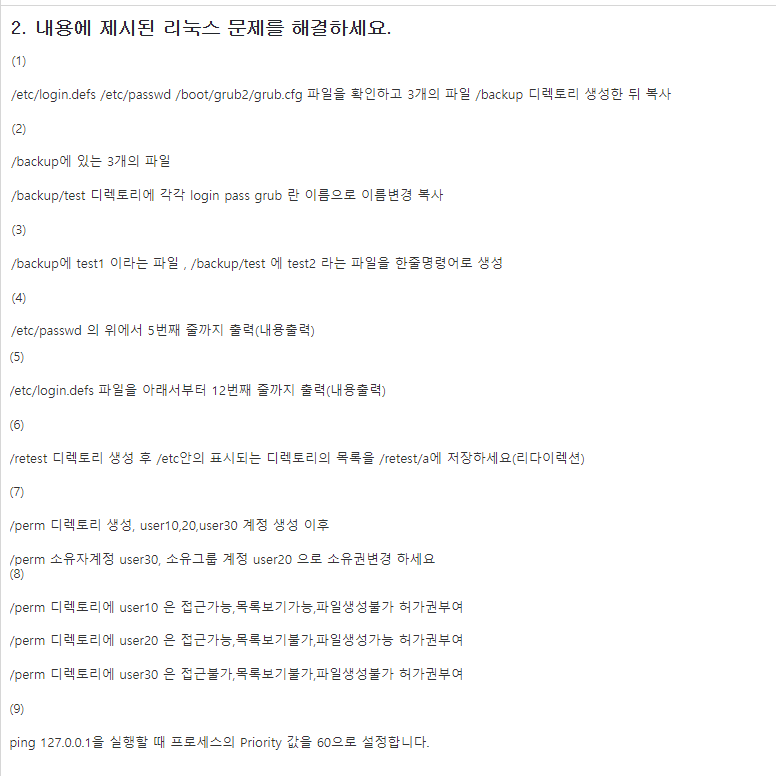 2. 내용에 제시된 리눅스 문제를 해결하세요.
(1)
/etc/login.defs /etc/passwd /boot/grub2/grub.cfg 파일을 확인하고 3개의 파일 /backup 디렉토리 생성한 뒤 복사
(2)
/backup에 있는 3개의 파일
/backup/test 디렉토리에 각각 login pass grub 란 이름으로 이름변경 복사
(3)
/backup에 test1 이라는 파일 , /backup/test 에 test2 라는 파일을 한줄명령어로 생성
(4)
/etc/passwd 의 위에서 5번째 줄까지 출력(내용출력)
(5)
/etc/login.defs 파일을 아래서부터 12번째 줄까지 출력(내용출력)
(6)
/retest 디렉토리 생성 후 /etc안의 표시되는 디렉토리의 목록을 /retest/a에 저장하세요(리다이렉션)
(7)
/perm 디렉토리 생성, user10,20,user30 계정 생성 이후
/perm 소유자계정 user30, 소유그룹 계정 user20 으로 소유권변경 하세요
(8)
/perm 디렉토리에 user10 은 접근가능,목록보기가능,파일생성불가 허가권부여
/perm 디렉토리에 user20 은 접근가능,목록보기불가,파일생성가능 허가권부여
/perm 디렉토리에 user30 은 접근불가,목록보기불가,파일생성불가 허가권부여
(9)
ping 127.0.0.1을 실행할 때 프로세스의 Priority 값을 60으로 설정합니다.